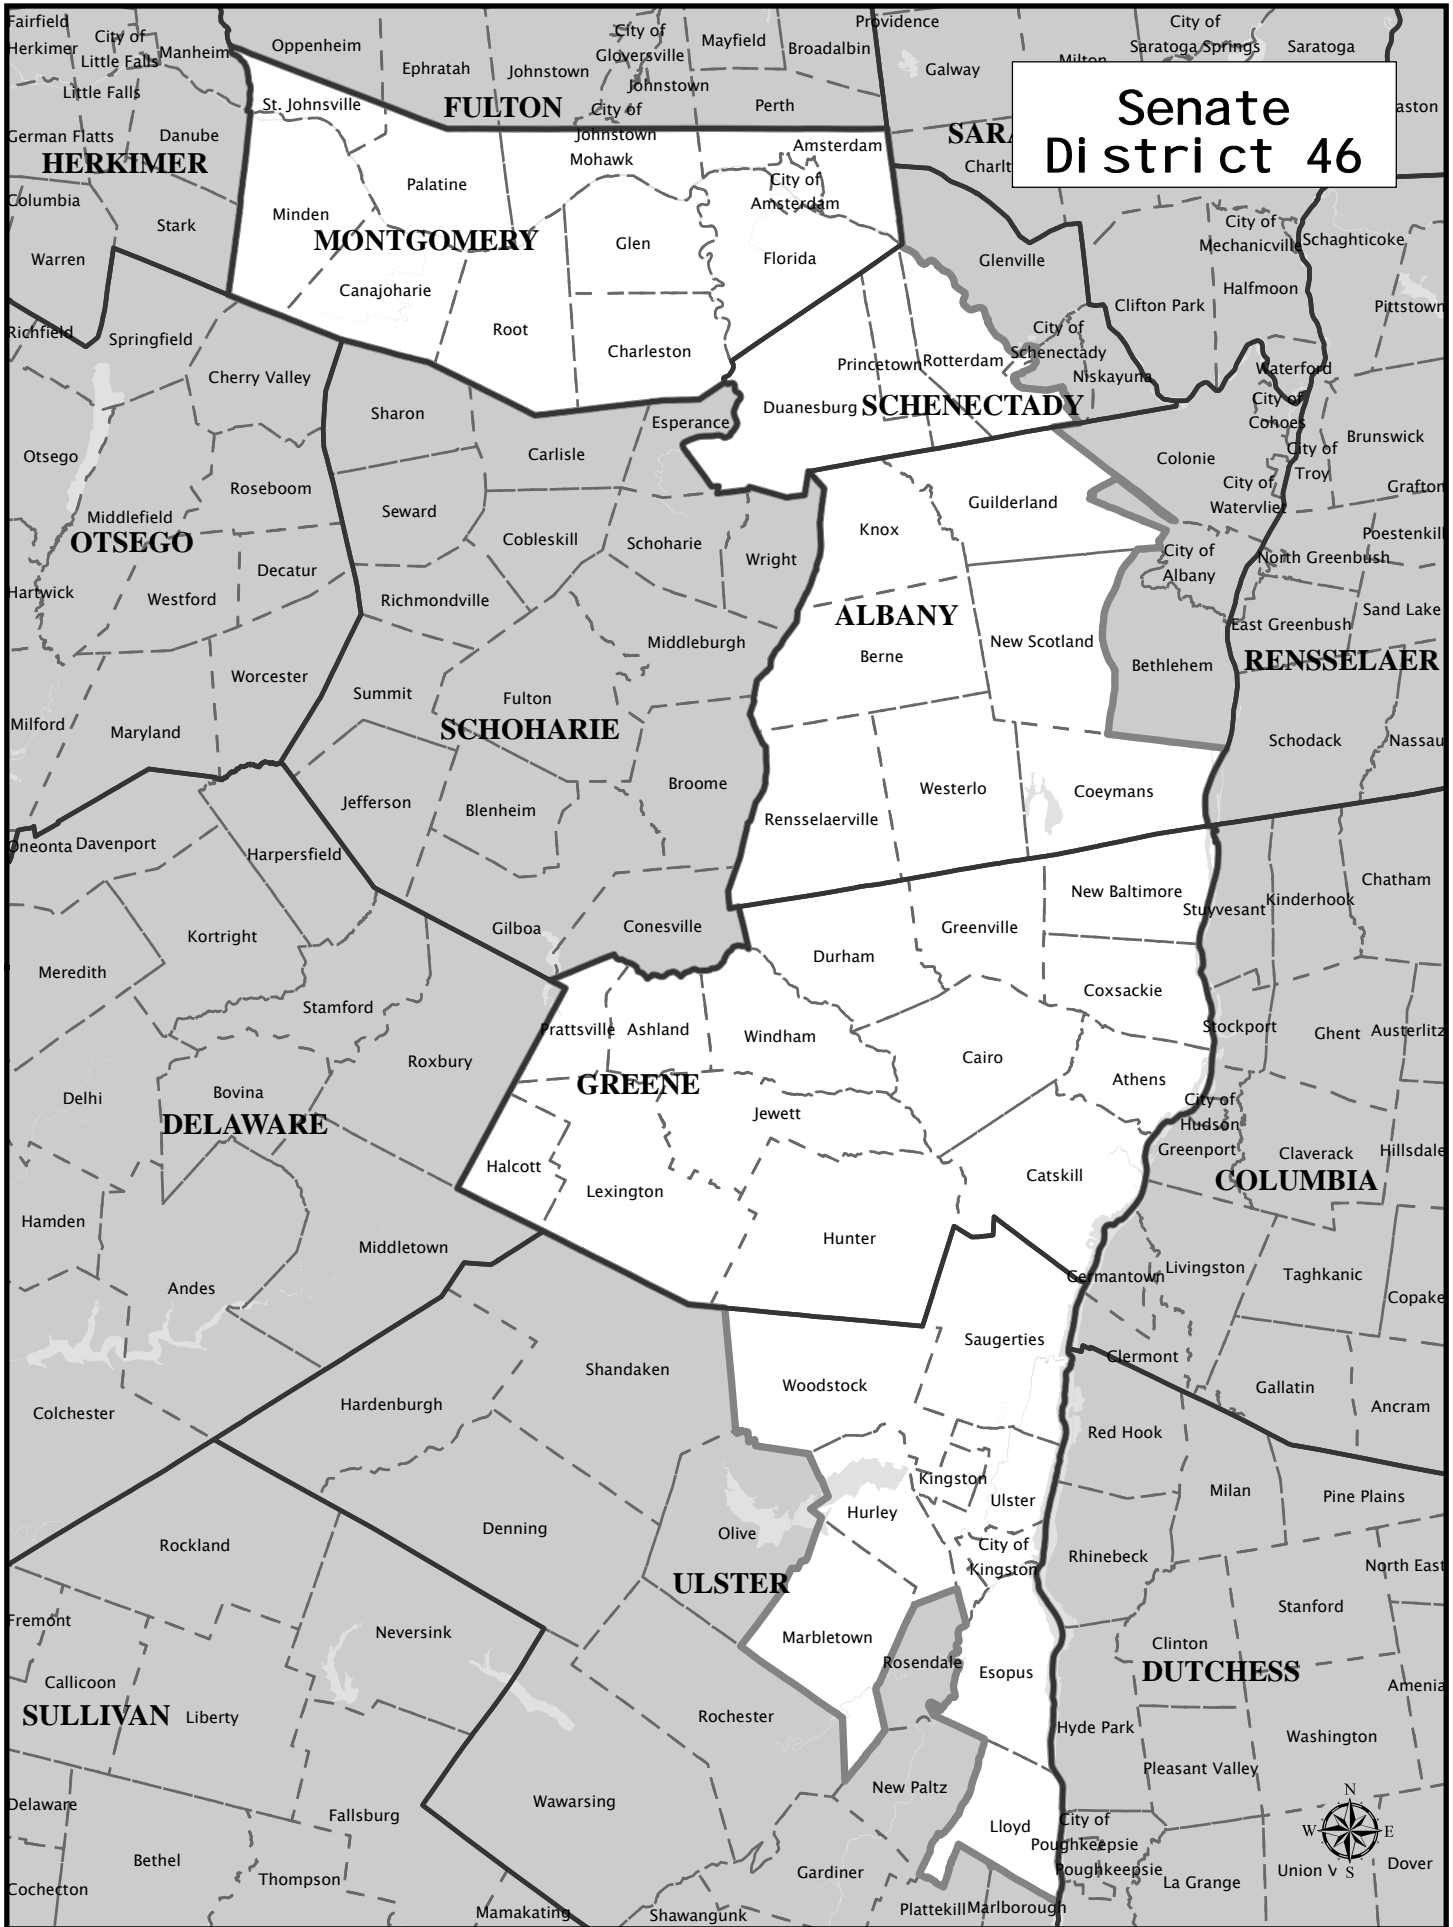 Senate
District 46
Fairfield
Herkimer
City of
Little Falls
Manheim
Little Falls
German Flatts
Danube
HERKIMER
Columbia
Stark
Warren
Oppenheim
Ephratah
Johnstown
City of
Gloversville
Mayfield
Broadalbin
Johnstown
FULTON
City of
Johnstown
Perth
Providence
Galway
Milton
City of
Saratoga Springs
Saratoga
St. Johnsville
Mohawk
Amsterdam
City of
Amsterdam
Palatine
Minden
MONTGOMERY
Glen
Florida
Canajoharie
Root
Charleston
Glenville
City of
Mechanicville
Schaghticoke
Halfmoon
Clifton Park
Pittstown
City of
Schenectady
Princetown
Rotterdam
Niskayuna
Waterford
Duanesburg
SCHENECTADY
City of
Cohoes
Brunswick
City of
Troy
Colonie
City of
Watervliet
Grafton
Poestenkill
North Greenbush
City of
Albany
Sand Lake
East Greenbush
RENSSELAER
Bethlehem
Schodack
Nassau
Richfield
Springfield
Cherry Valley
Otsego
Roseboom
Middlefield
OTSEGO
Decatur
Hartwick
Westford
Worcester
Milford
Maryland
Sharon
Esperance
Carlisle
Seward
Cobleskill
Schoharie
Wright
Richmondville
Middleburgh
Summit
Fulton
SCHOHARIE
Broome
Jefferson
Blenheim
Gilboa
Conesville
Knox
Guilderland
ALBANY
Berne
New Scotland
Westerlo
Coeymans
Rensselaerville
Oneonta
Davenport
Harpersfield
Kortright
Meredith
Stamford
Roxbury
Delhi
Bovina
DELAWARE
Hamden
Middletown
Andes
Colchester
New Baltimore
Greenville
Durham
Coxsackie
Prattsville
Ashland
Windham
Cairo
GREENE
Athens
Jewett
Halcott
Lexington
Catskill
Hunter
Chatham
Kinderhook
Stuyvesant
Stockport
Ghent
Austerlitz
City of
Hudson
Greenport
Claverack
Hillsdale
COLUMBIA
Livingston
Germantown
Taghkanic
Copake
Clermont
Gallatin
Ancram
Saugerties
Woodstock
Shandaken
Hardenburgh
Kingston
Ulster
Hurley
City of
Kingston
Denning
Olive
ULSTER
Marbletown
Rosendale
Esopus
Rochester
New Paltz
Wawarsing
Lloyd
Gardiner
Plattekill
Marlborough
Shawangunk
Rockland
Fremont
Neversink
Callicoon
SULLIVAN
Liberty
Delaware
Fallsburg
Bethel
Thompson
Cochecton
Mamakating
Red Hook
Milan
Pine Plains
Rhinebeck
North East
Stanford
Clinton
DUTCHESS
Amenia
Hyde Park
Washington
Pleasant Valley
City of
Poughkeepsie
Poughkeepsie
La Grange
Union V
Dover
N
W
E
S